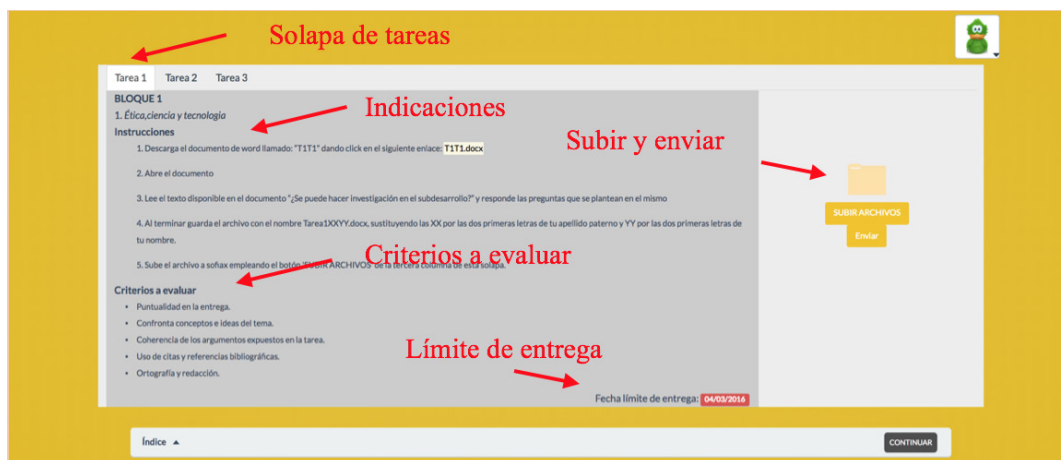 Solapa de tareas
Tarea 1 Tarea 2 Tarea 3
BLOQUE 1
1. Ética,ciencia y tecnología
Indicaciones
Instrucciones
Subir y enviar
1. Descarga el documento de word llamado: "T1T1" dando click en el siguiente enlace: T1T1.docx
2. Abre el documento
3. Lee el texto disponible en el documento "¿Se puede hacer investigación en el subdesarrollo?" y responde las preguntas que se plantean en el mismo
4. Al terminar guarda el archivo con el nombre Tarea1XXYY.docx, sustituyendo las XX por las dos primeras letras de tu apellido paterno y YY por las dos primeras letras de
tu nombre.
SUBIR ARCHIVOS
Enviar
Criterios a evaluar
5. Sube el archivo a sofiax empleando el botón "SUBIR ARCHIVOS" de la tercera columna de esta solapa.
Criterios a evaluar
• Puntualidad en la entrega.
• Confronta conceptos e ideas del tema.
• Coherencia de los argumentos expuestos en la tarea.
• Uso de citas y referencias bibliográficas.
• Ortografía y redacción.
Límite de entrega
Fecha límite de entrega: 04/03/2016
Índice
CONTINUAR